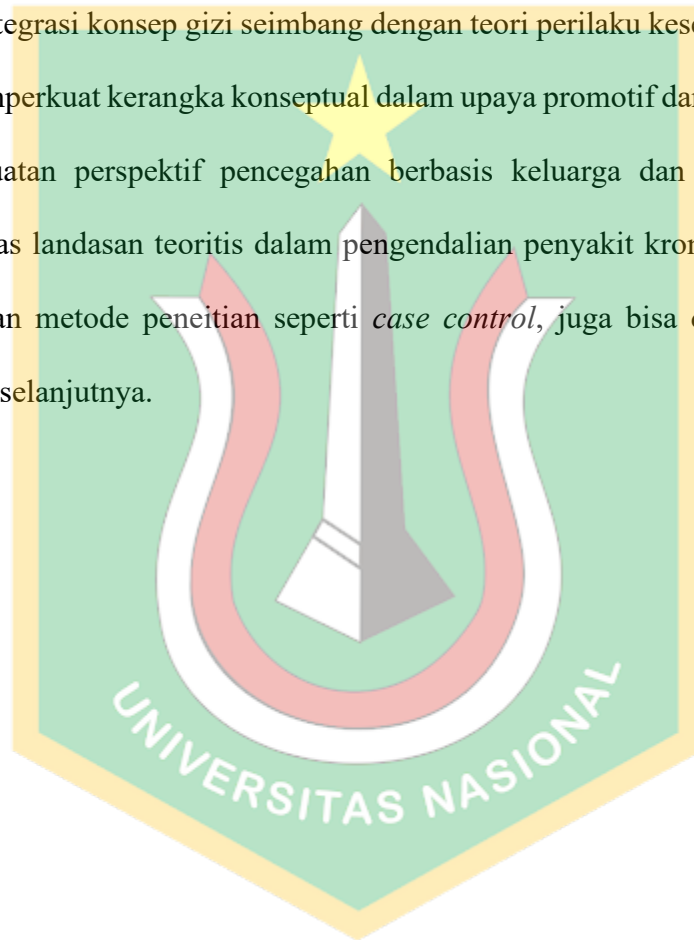 tegrasi konsep gizi seimbang dengan teori perilaku kese
nperkuat kerangka konseptual dalam upaya promotif dan
uatan perspektif pencegahan berbasis keluarga dan
as landasan teoritis dalam pengendalian penyakit kron
an metode peneitian seperti case control, juga bisa
selanjutnya.
UNIVERSITAS NASIONAL